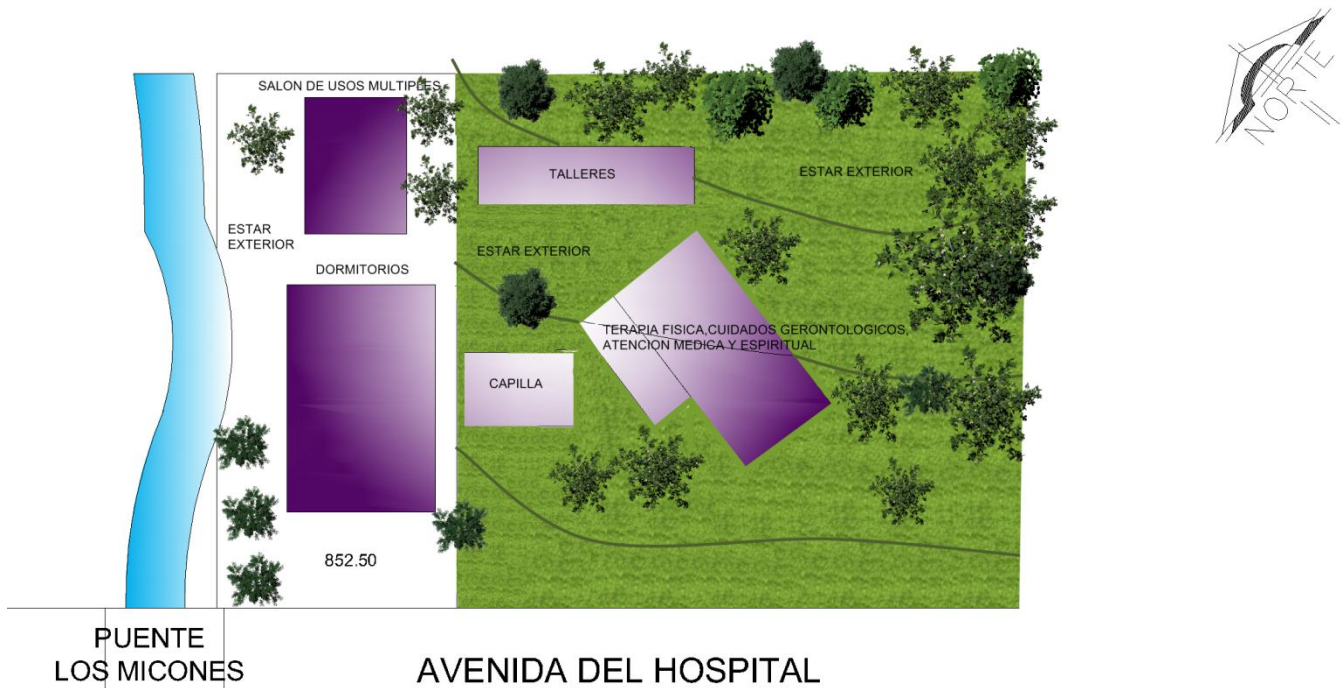 NORTE
SALON DE USOS MULTIPLES
TALLERES
ESTAR EXTERIOR
ESTAR
EXTERIOR
ESTAR EXTERIOR
DORMITORIOS
TERAPIA FISICA,CUIDADOS GERONTOLOGICOS,
ATENCION MEDICA Y ESPIRITUAL
CAPILLA
852.50
PUENTE
LOS MICONES
AVENIDA DEL HOSPITAL